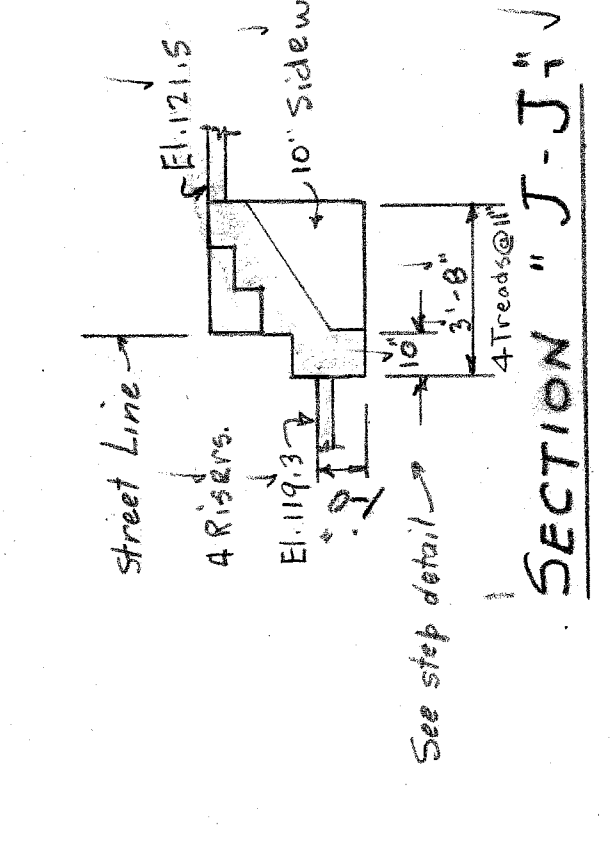 Street Line
El. 121.5
4 Risers.
El. 119.3
10" Sidew
10"
3'-8"
4 Treads@11"
See step detail
SECTION "J-J"